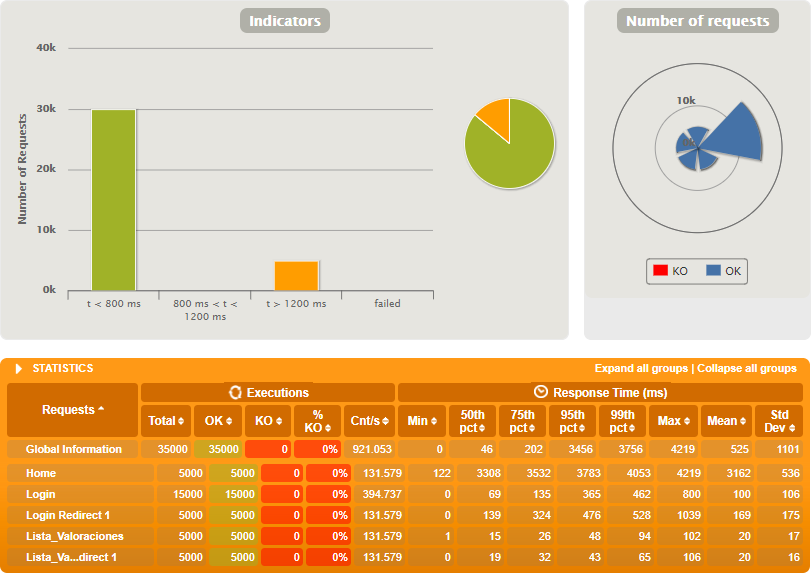 Indicators
Number of Requests
40k
30k
20k
10k
0k
t < 800 ms
800 ms < t <
1200 ms
t > 1200 ms
failed
Number of requests
10k
KO OK
STATISTICS
Expand all groups | Collapse all groups
Requests
Executions
Response Time (ms)
Total OK KO % KO Cnt/s Min 50th pct 75th pct 95th pct 99th pct Max Mean Std Dev
Global Information 35000 35000 0 0% 921.053 0 46 202 3456 3756 4219 525 1101
Home 5000 5000 0 0% 131.579 122 3308 3532 3783 4053 4219 3162 536
Login 15000 15000 0 0% 394.737 0 69 135 365 462 800 100 106
Login Redirect 1 5000 5000 0 0% 131.579 0 139 324 476 528 1039 169 175
Lista_Valoraciones 5000 5000 0 0% 131.579 1 15 26 48 94 102 20 17
Lista_Va...direct 1 5000 5000 0 0% 131.579 0 19 32 43 65 106 20 16